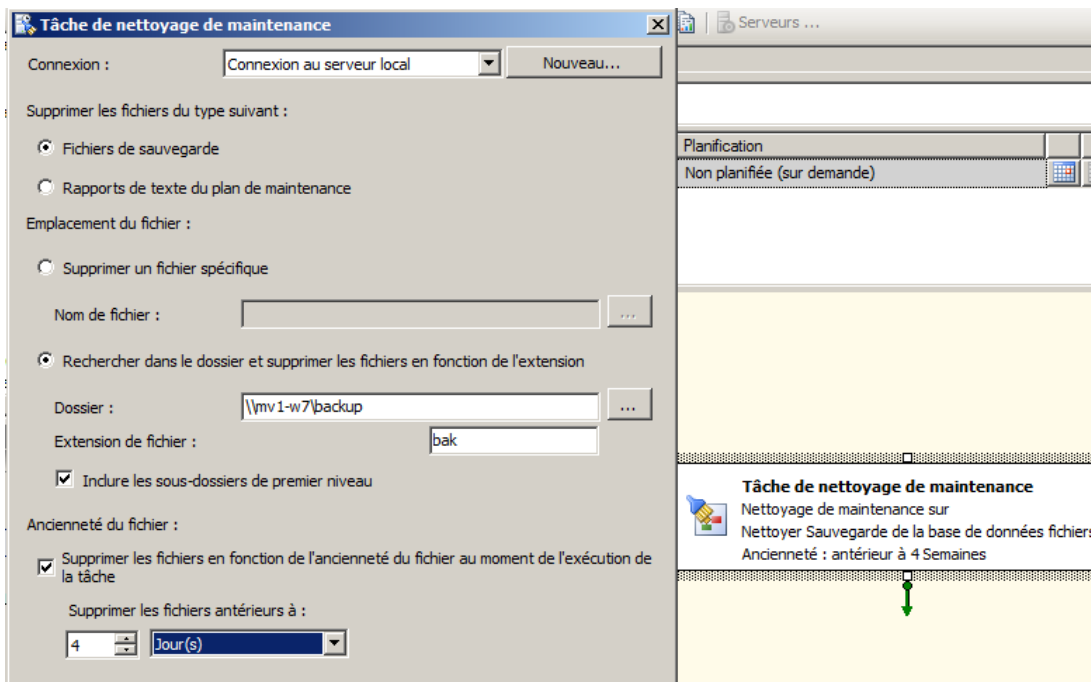 Tâche de nettoyage de maintenance
Serveurs ...
Connexion :
Connexion au serveur local
Nouveau...
Supprimer les fichiers du type suivant :
Fichiers de sauvegarde
Rapports de texte du plan de maintenance
Emplacement du fichier :
Supprimer un fichier spécifique
Nom de fichier :
...
Rechercher dans le dossier et supprimer les fichiers en fonction de l'extension
Dossier :
\\mv1-w7\backup
...
Extension de fichier :
bak
Inclure les sous-dossiers de premier niveau
Ancienneté du fichier :
Supprimer les fichiers en fonction de l'ancienneté du fichier au moment de l'exécution de
la tâche
Supprimer les fichiers antérieurs à :
4
Jour(s)
Planification
Non planifiée (sur demande)
Tâche de nettoyage de maintenance
Nettoyage de maintenance sur
Nettoyer Sauvegarde de la base de données fichiers
Ancienneté : antérieur à 4 Semaines